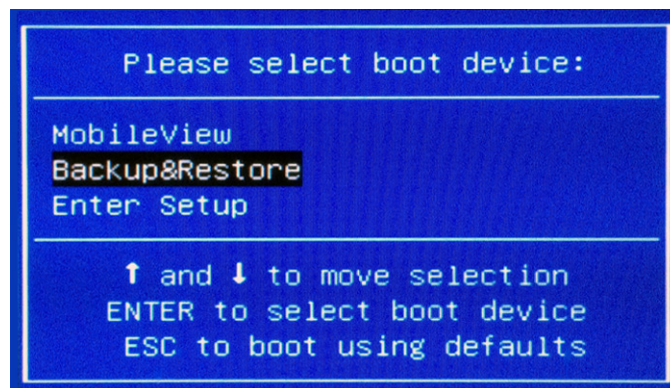 Please select boot device:
MobileView
Backup&Restore
Enter Setup
↑ and ↓ to move selection
ENTER to select boot device
ESC to boot using defaults